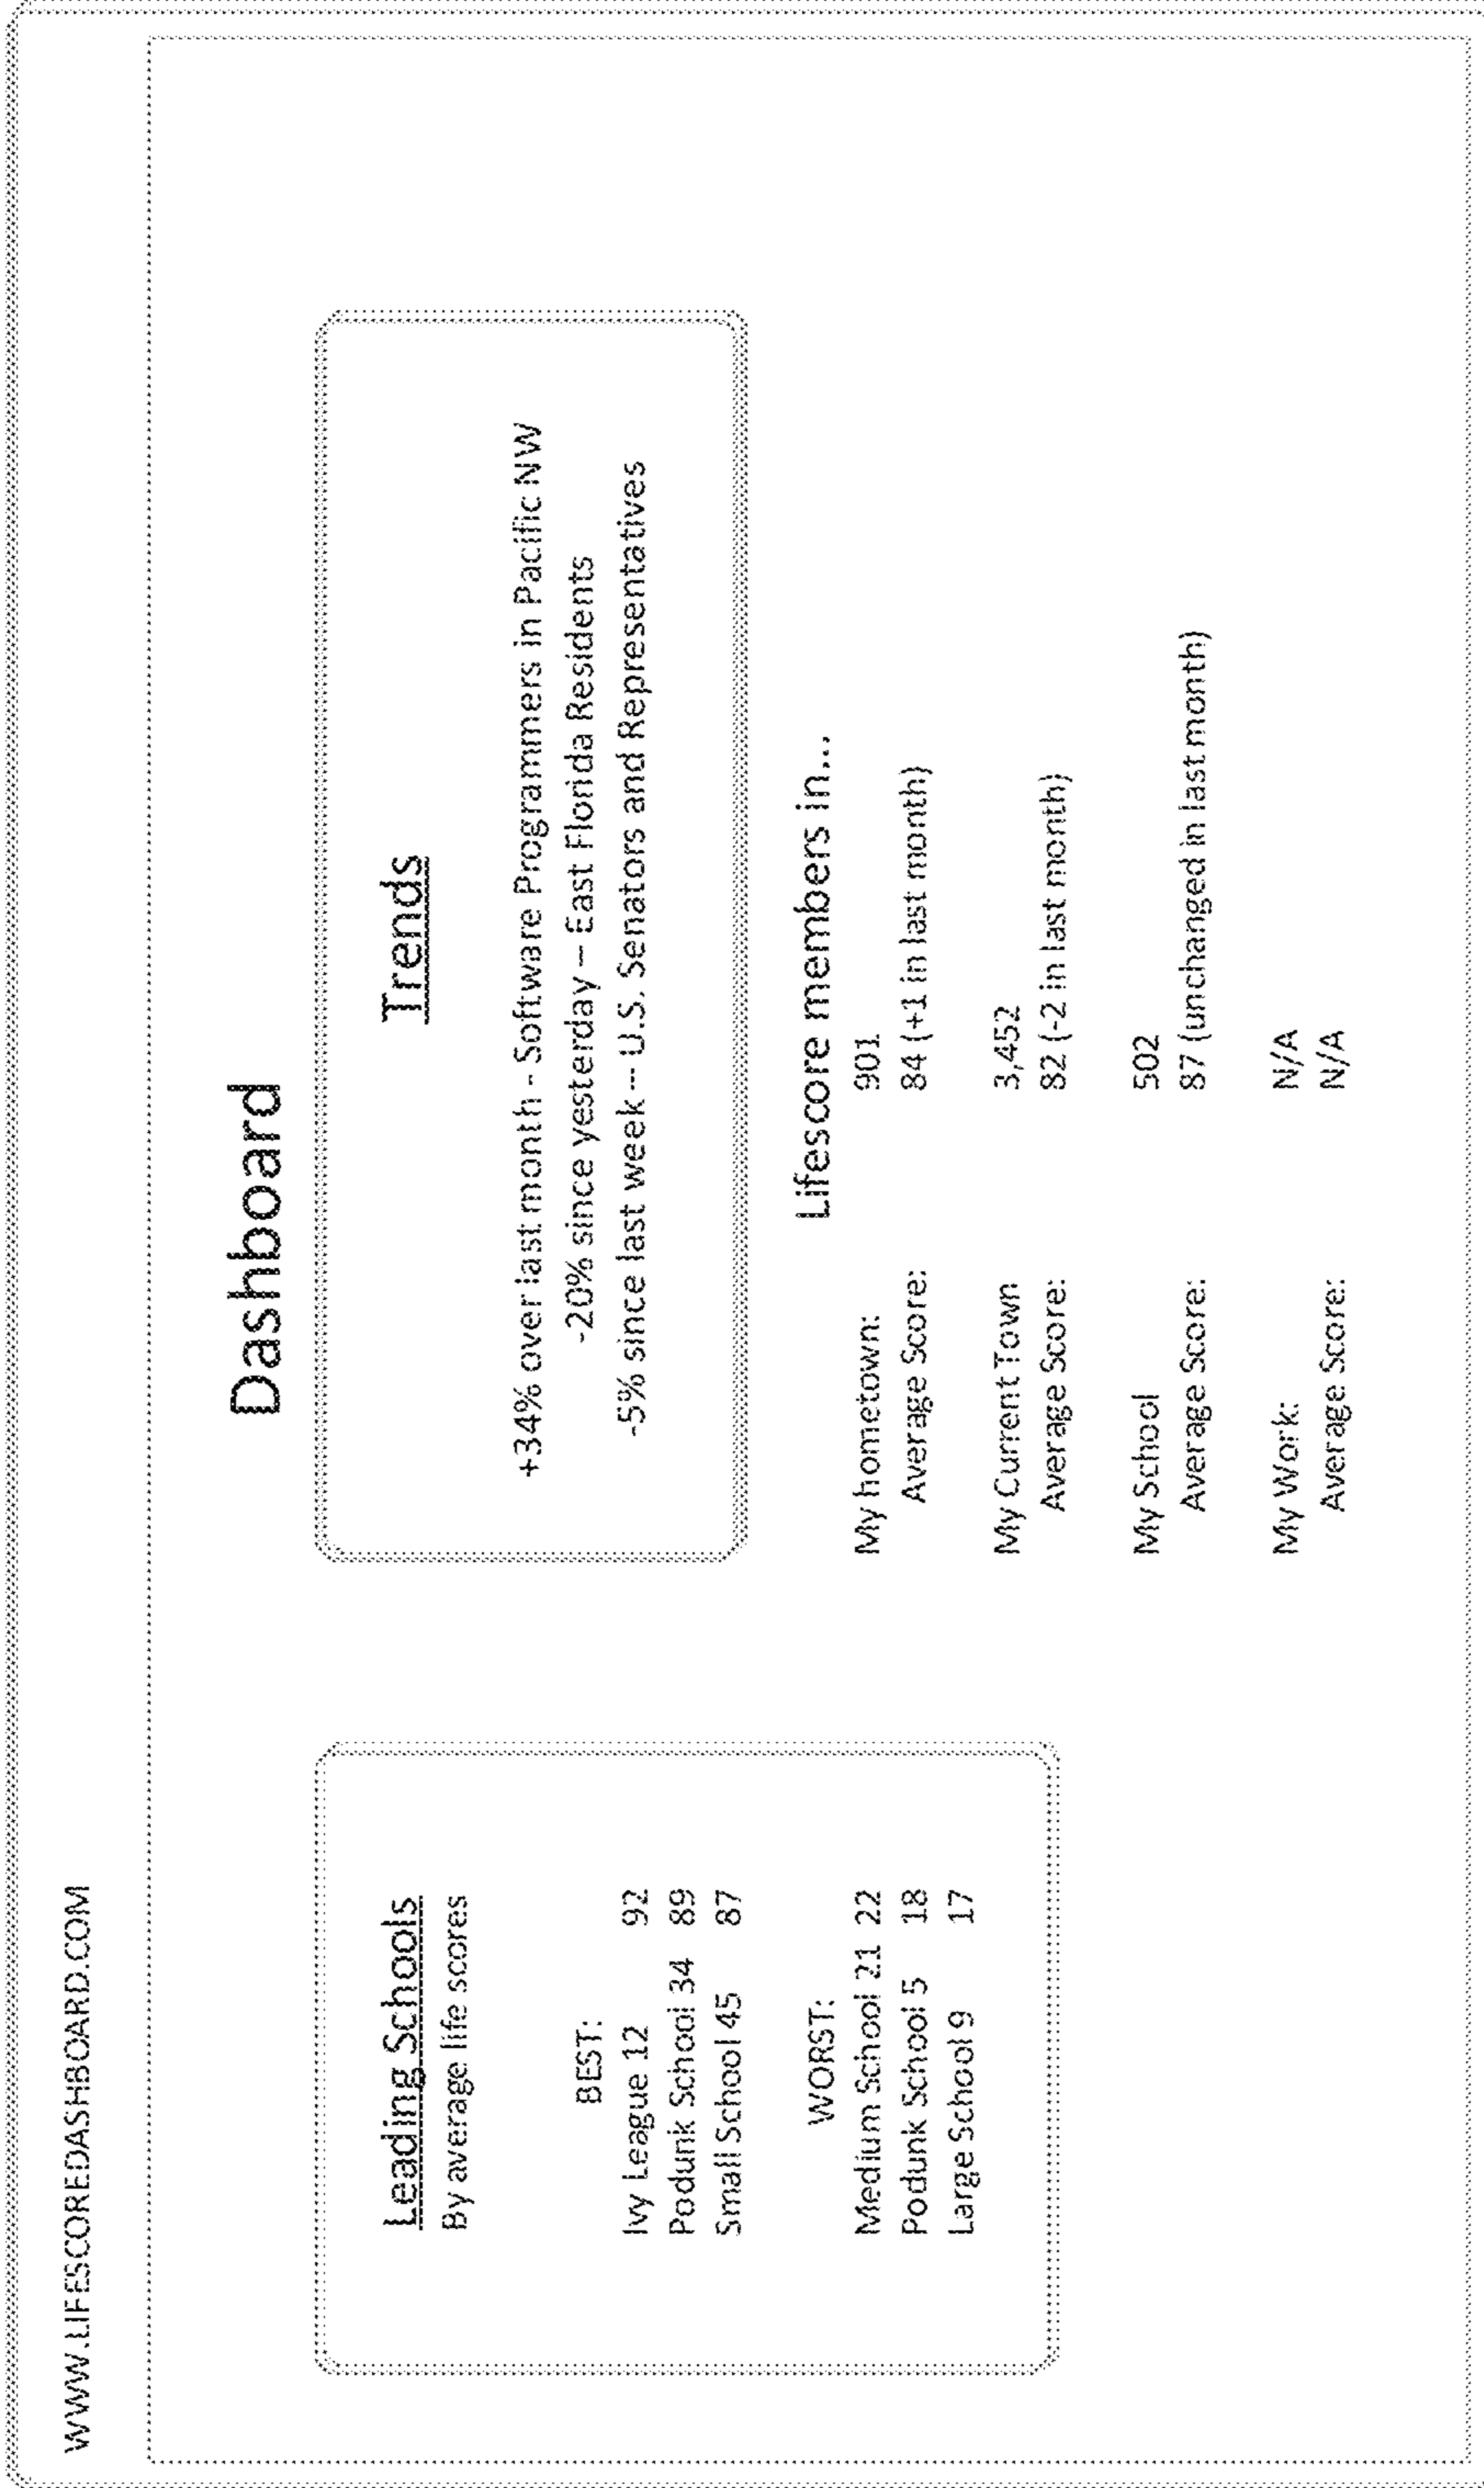 WWW.LIFESCOREDASHBOARD.COM
Dashboard
Leading Schools
By average life scores
BEST:
Ivy League 12 92
Podunk School 34 89
Small School 45 87
WORST:
Medium School 21 22
Podunk School 5 18
Large School 9 17
Trends
+34% over last month - Software Programmers in Pacific NW
-20% since yesterday – East Florida Residents
-5% since last week -- U.S. Senators and Representatives
Lifescore members in...
My hometown: 901
Average Score: 84 (+1 in last month)
My Current Town 3,452
Average Score: 82 (-2 in last month)
My School 502
Average Score: 87 (unchanged in last month)
My Work: N/A
Average Score: N/A